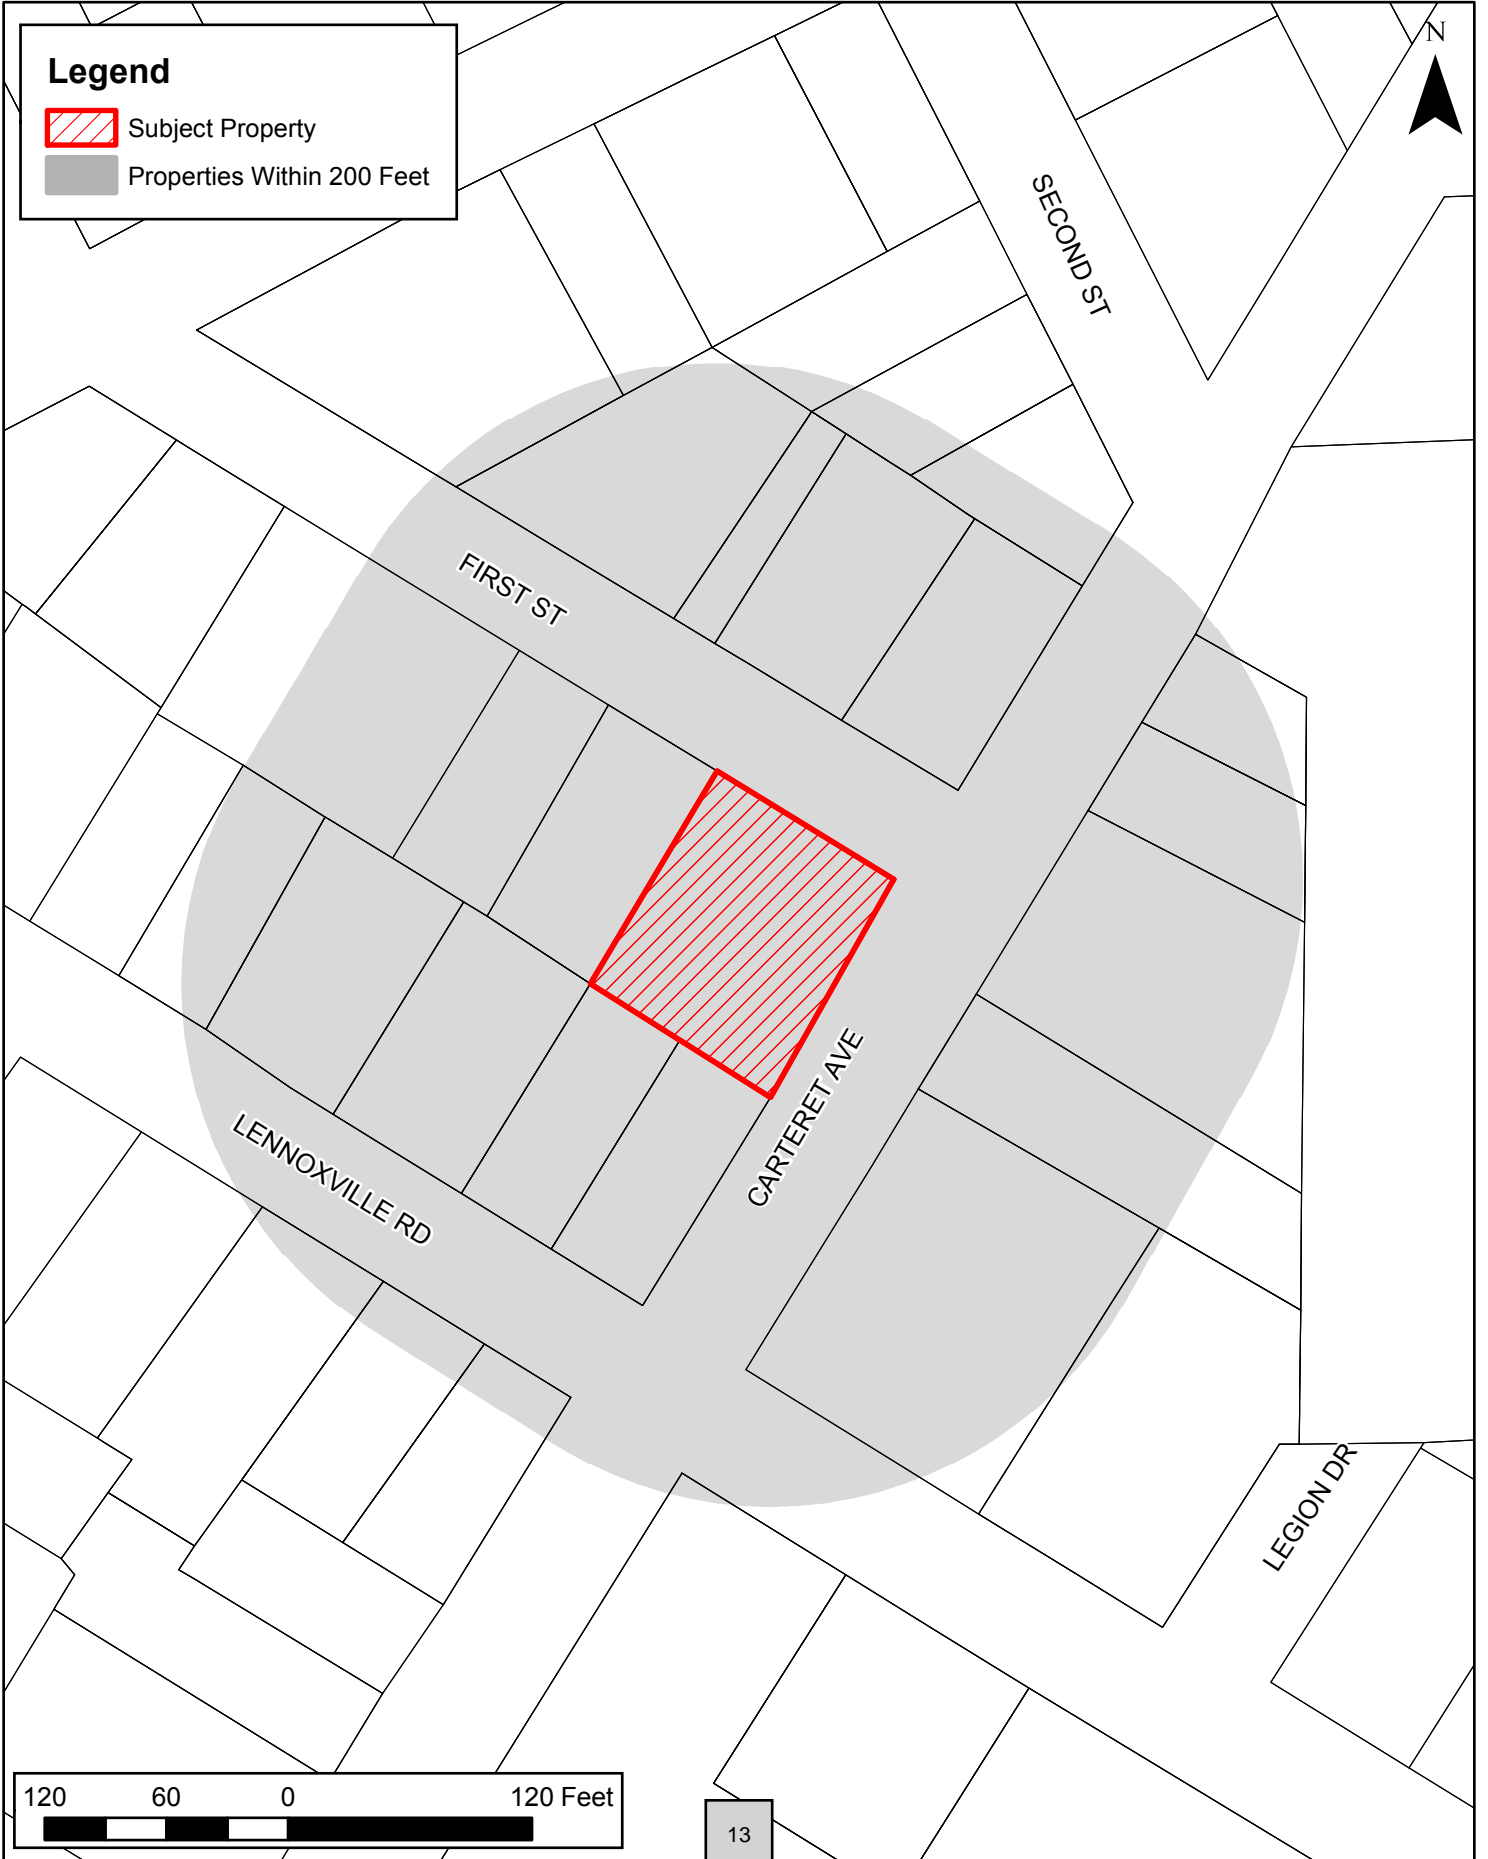 Legend
Subject Property
Properties Within 200 Feet
N
SECOND ST
FIRST ST
CARTERET AVE
LENNOXVILLE RD
LEGION DR
120 60 0 120 Feet
13